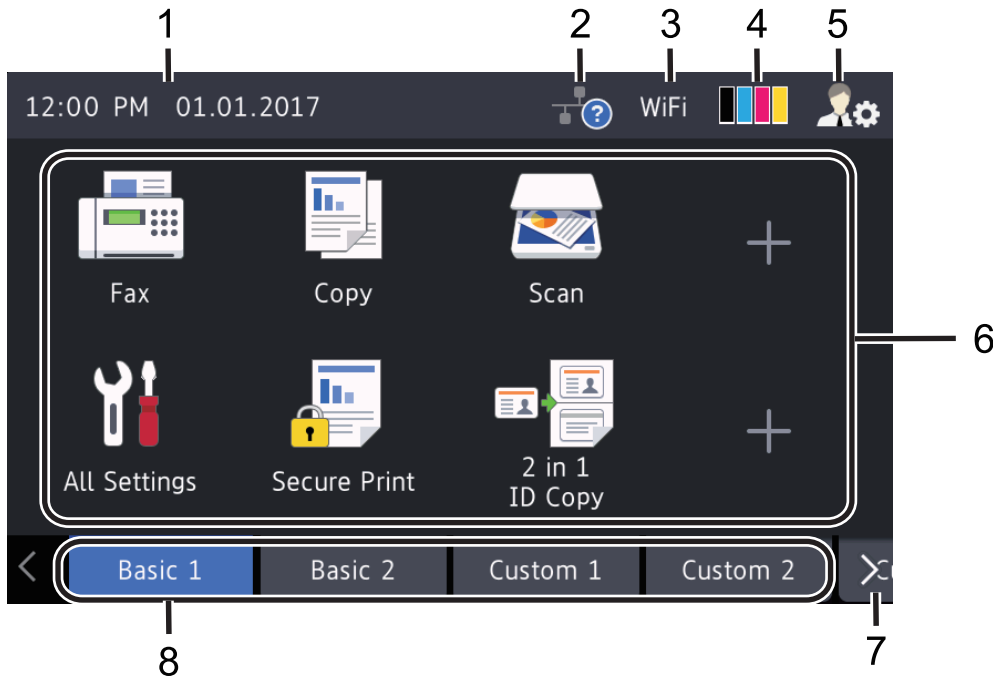 1 2 3 4 5
12:00 PM 01.01.2017 ? WiFi
Fax Copy Scan
6
All Settings Secure Print 2 in 1
ID Copy
Basic 1 Basic 2 Custom 1 Custom 2
8 7